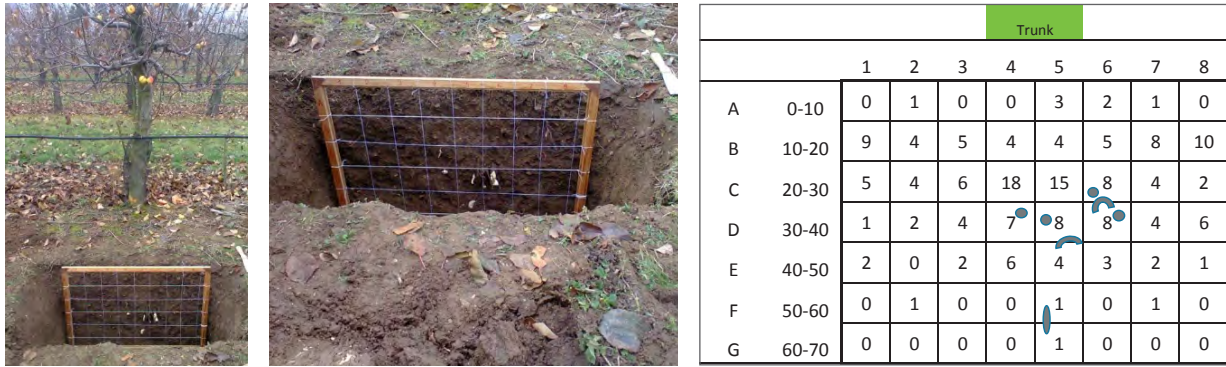 Trunk
1 2 3 4 5 6 7 8
A 0-10 0 1 0 0 3 2 1 0
B 10-20 9 4 5 4 4 5 8 10
C 20-30 5 4 6 18 15 8 4 2
D 30-40 1 2 4 7 8 8 4 6
E 40-50 2 0 2 6 4 3 2 1
F 50-60 0 1 0 0 1 0 1 0
G 60-70 0 0 0 0 1 0 0 0